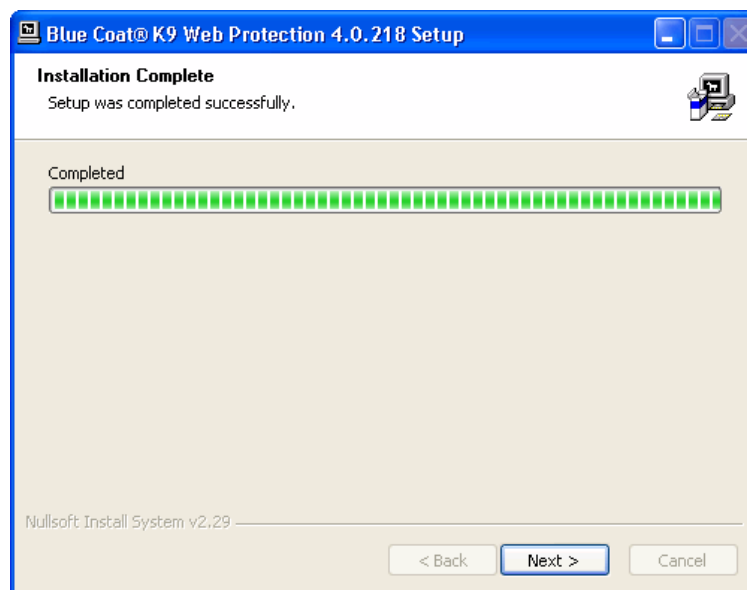 Blue Coat® K9 Web Protection 4.0.218 Setup
Installation Complete
Setup was completed successfully.
Completed
Nullsoft Install System v2.29
< Back Next > Cancel